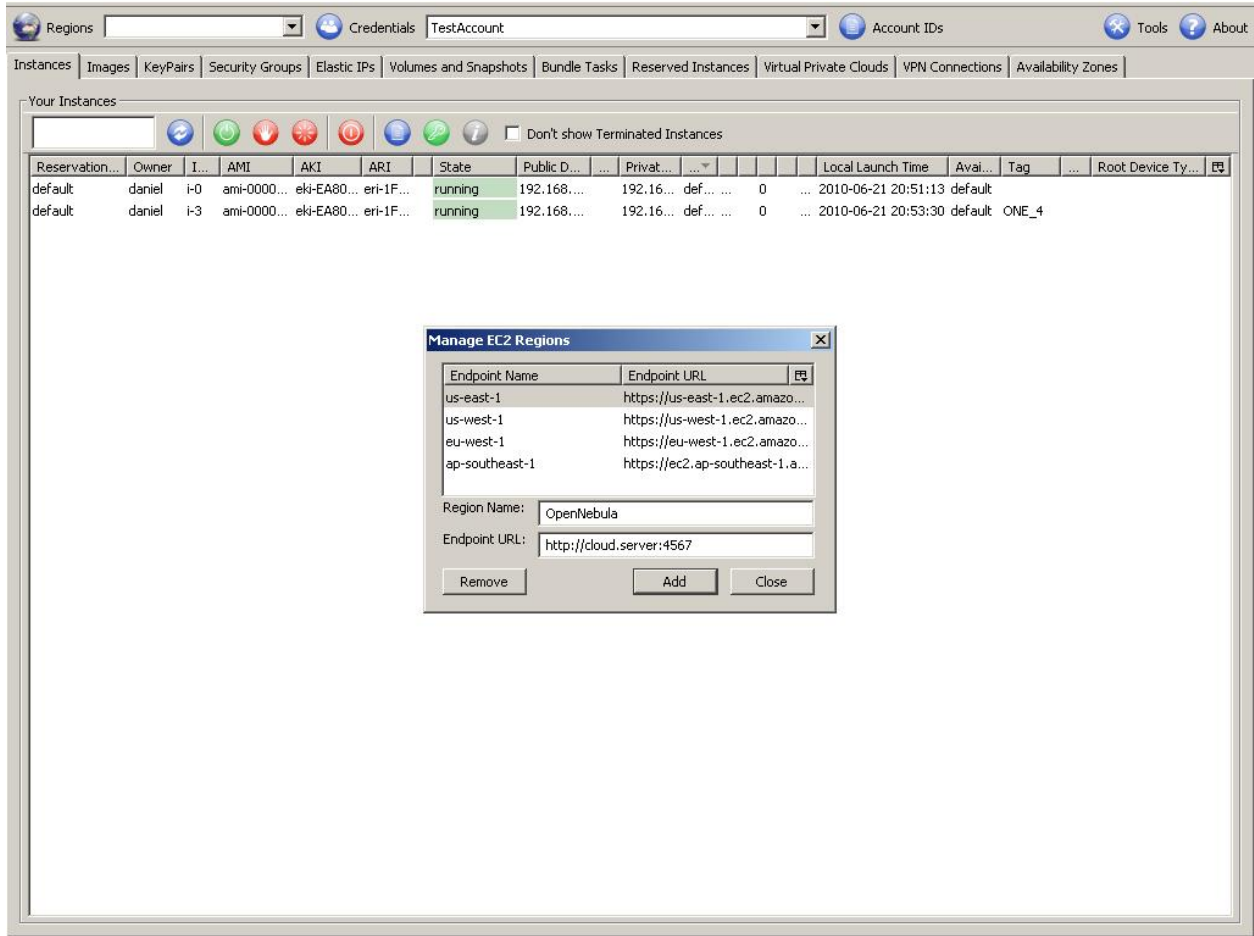 Regions Credentials TestAccount Account IDs Tools About
Instances Images KeyPairs Security Groups Elastic IPs Volumes and Snapshots Bundle Tasks Reserved Instances Virtual Private Clouds VPN Connections Availability Zones
Your Instances
Don't show Terminated Instances
Reservation... Owner I... AMI AKI ARI State Public D... ... Privat... ... Local Launch Time Avai... Tag ... Root Device Ty...
default daniel i-0 ami-0000... eki-EA80... eri-1F... running 192.168.... 192.16... def... ... 0 ... 2010-06-21 20:51:13 default
default daniel i-3 ami-0000... eki-EA80... eri-1F... running 192.168.... 192.16... def... ... 0 ... 2010-06-21 20:53:30 default ONE_4
Manage EC2 Regions
Endpoint Name Endpoint URL
us-east-1 https://us-east-1.ec2.amazo...
us-west-1 https://us-west-1.ec2.amazo...
eu-west-1 https://eu-west-1.ec2.amazo...
ap-southeast-1 https://ec2.ap-southeast-1.a...
Region Name: OpenNebula
Endpoint URL: http://cloud.server:4567
Remove Add Close